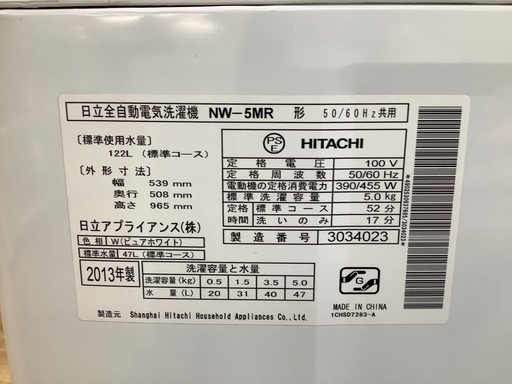 日立全自動電気洗濯機 NW-5MR 形 50/60Hz共用
〔標準使用水量〕
122L (標準コース)
〔外形寸法〕
幅 539 mm
奥行 508 mm
高さ 965 mm
日立アプライアンス(株)
色相 W(ピュアホワイト)
標準水量 47L(標準コース)
PS
E
HITACHI
定格電圧 100 V
定格周波数 50/60 Hz
電動機の定格消費電力 390/455 W
標準洗濯容量 5.0kg
定格 標準コース 52分
時間 洗い 17分
製造番号 3034023
2013年製
洗濯容量と水量
洗濯容量(kg) 0.5 1.5 3.5 5.0
水量(L) 20 31 40 47
G
MADE IN CHINA
1CHSD7283-A
製造元 Shanghai Hitachi Household Appliances Co.,Ltd.